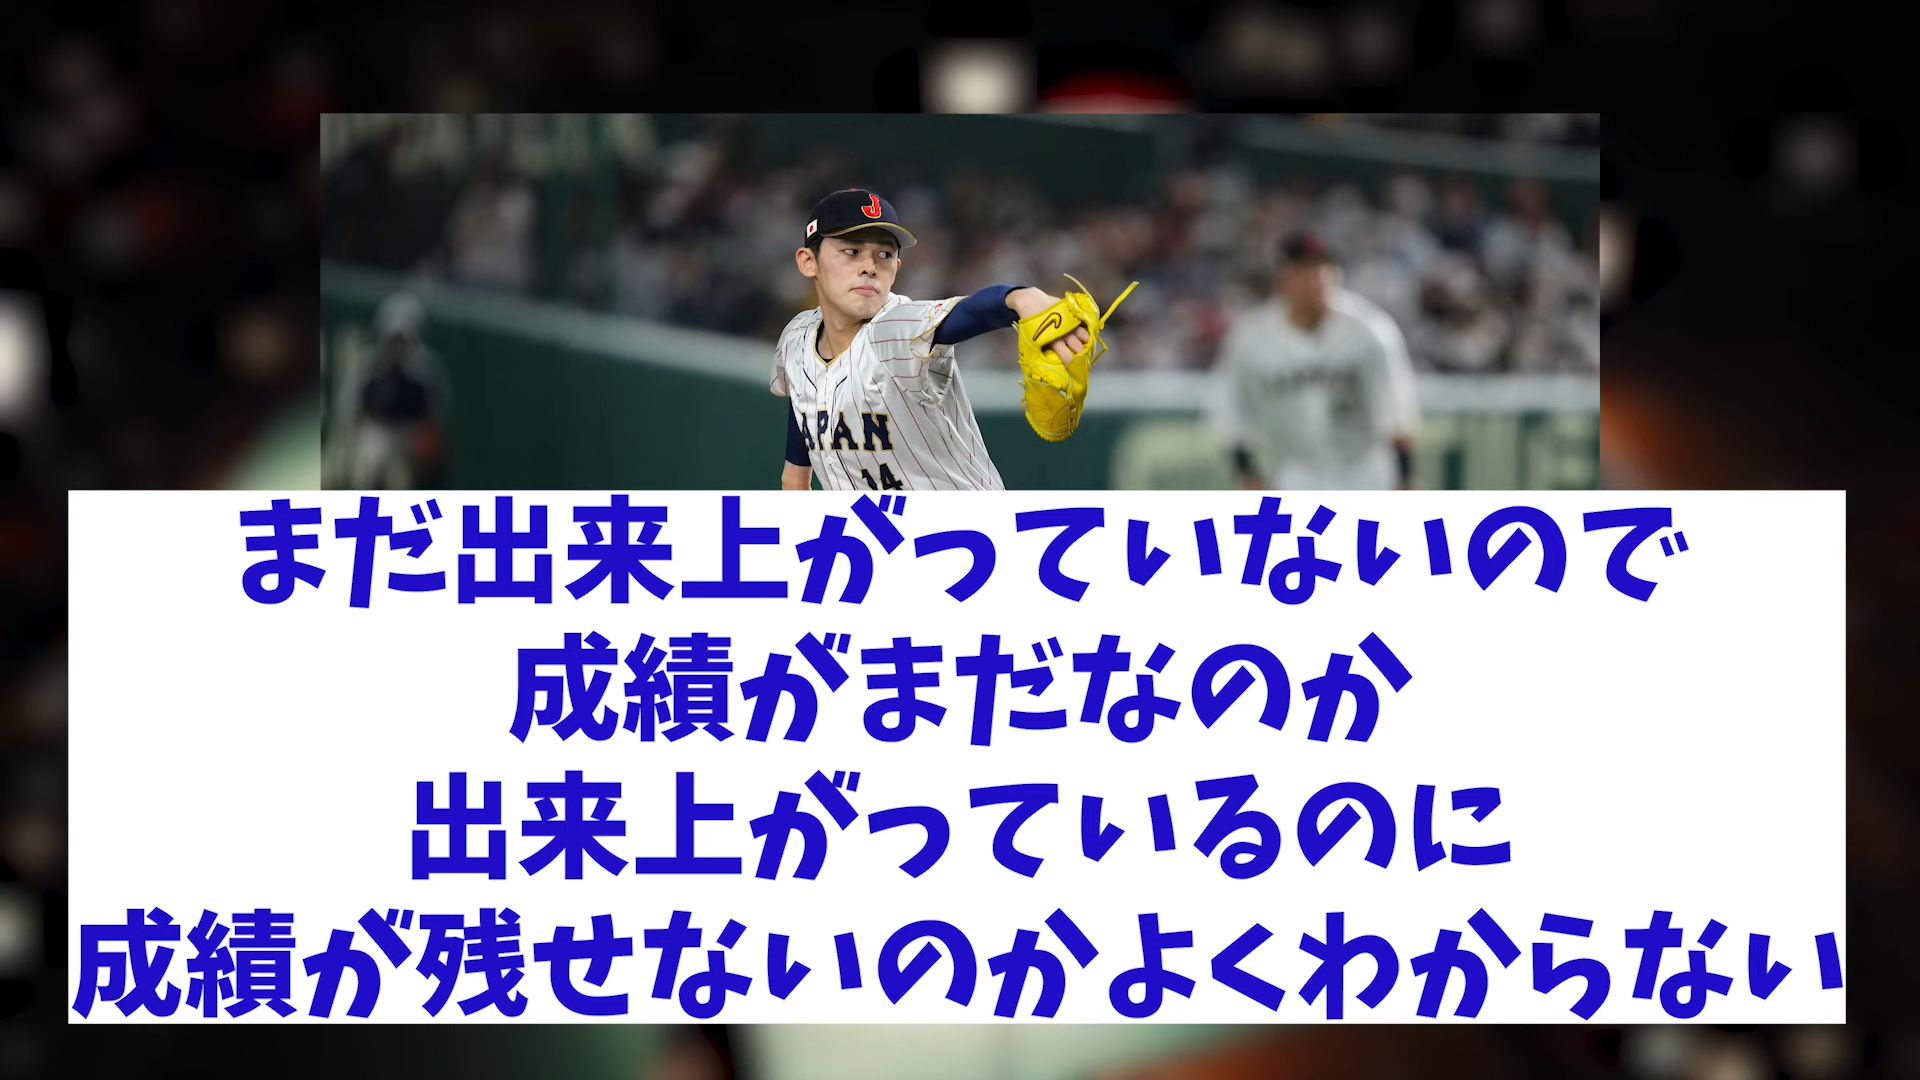 J
APAN
14
まだ出来上がっていないので
成績がまだなのか
出来上がっているのに
成績が残せないのかよくわからない